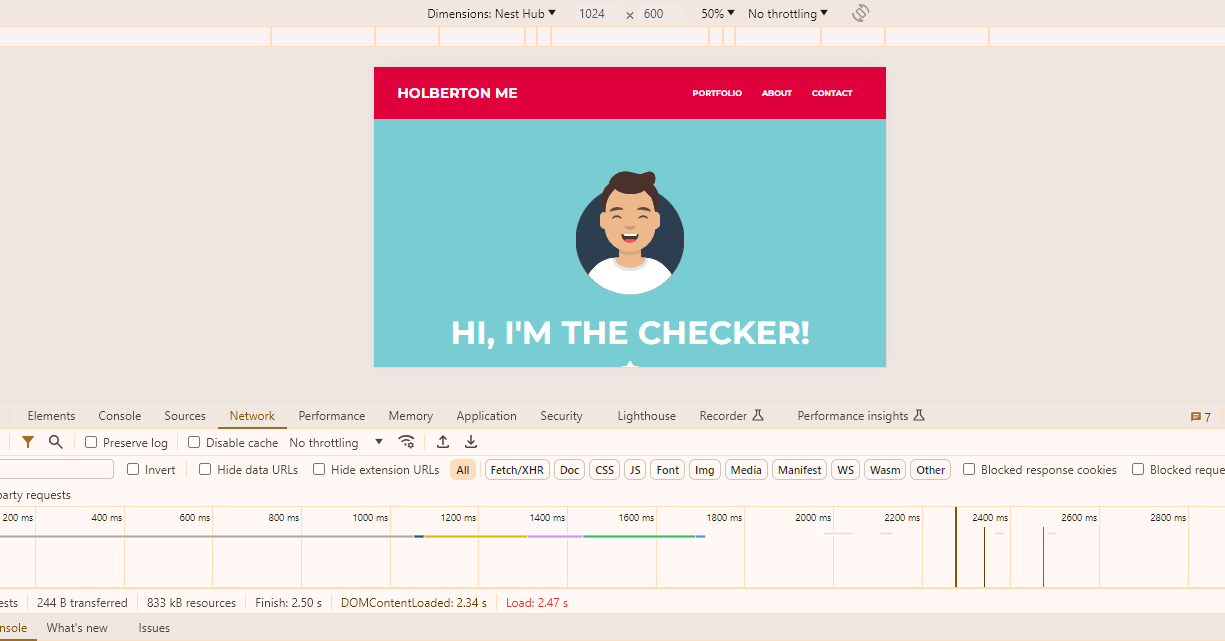 Dimensions: Nest Hub 1024 × 600 50% No throttling
HOLBERTON ME PORTFOLIO ABOUT CONTACT
HI, I'M THE CHECKER!
Elements Console Sources Network Performance Memory Application Security Lighthouse Recorder Performance insights 7
Preserve log Disable cache No throttling
Invert Hide data URLs Hide extension URLs All Fetch/XHR Doc CSS JS Font Img Media Manifest WS Wasm Other Blocked response cookies Blocked reque
party requests
200 ms 400 ms 600 ms 800 ms 1000 ms 1200 ms 1400 ms 1600 ms 1800 ms 2000 ms 2200 ms 2400 ms 2600 ms 2800 ms
ests 244 B transferred 833 kB resources Finish: 2.50 s DOMContentLoaded: 2.34 s Load: 2.47 s
nsole What's new Issues